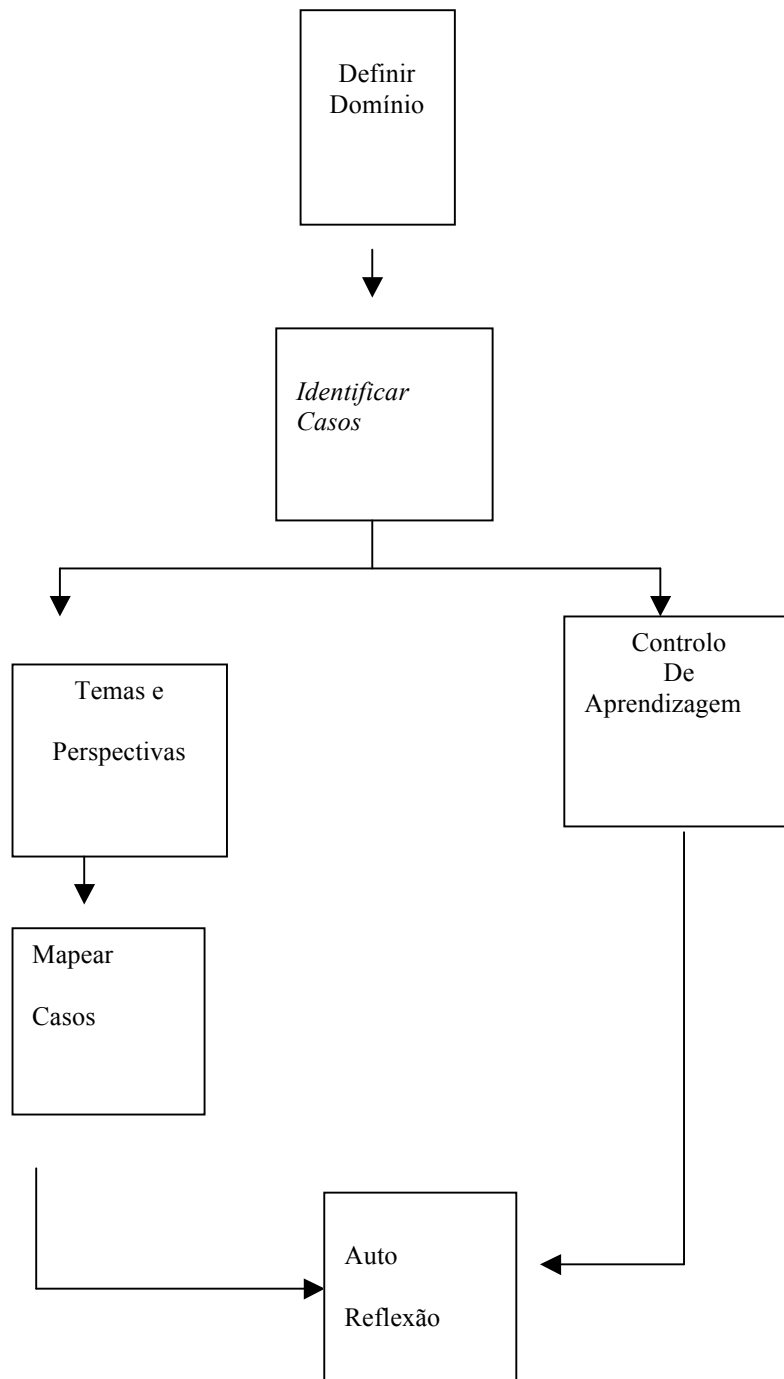 Definir
Domínio
Identificar
Casos
Temas e
Perspectivas
Controlo
De
Aprendizagem
Mapear
Casos
Auto
Reflexão